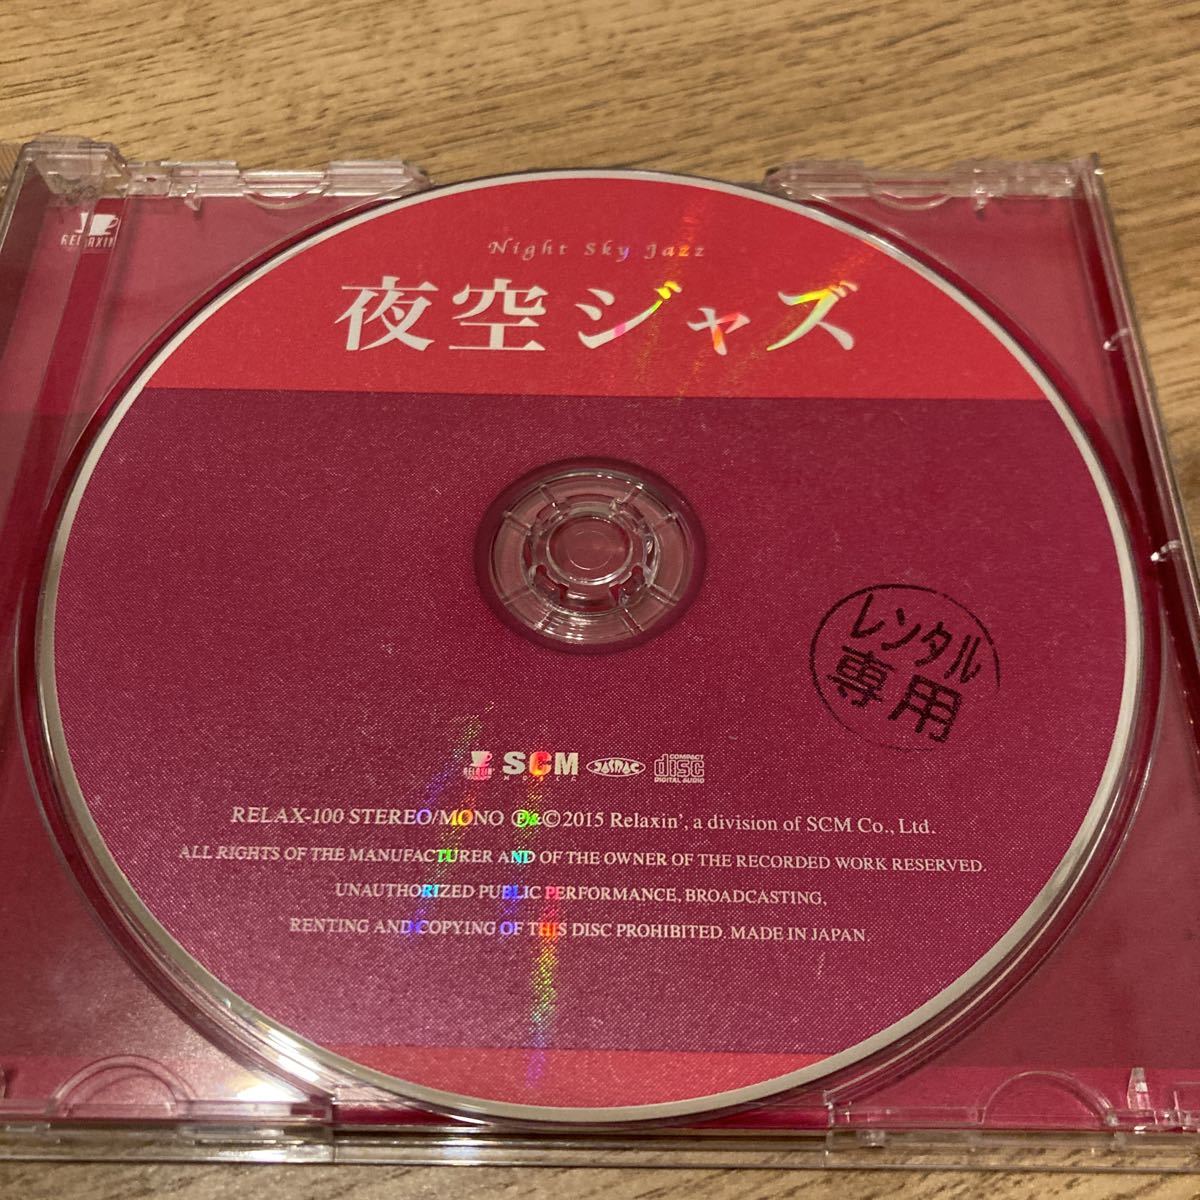 RELAXIN'
Night Sky Jazz
夜空ジャズ
レンタル
専用
RELAXIN' SCM JASRAC COMPACT disc DIGITAL AUDIO
RELAX-100 STEREO/MONO ℗&©2015 Relaxin', a division of SCM Co., Ltd.
ALL RIGHTS OF THE MANUFACTURER AND OF THE OWNER OF THE RECORDED WORK RESERVED.
UNAUTHORIZED PUBLIC PERFORMANCE, BROADCASTING,
RENTING AND COPYING OF THIS DISC PROHIBITED. MADE IN JAPAN.